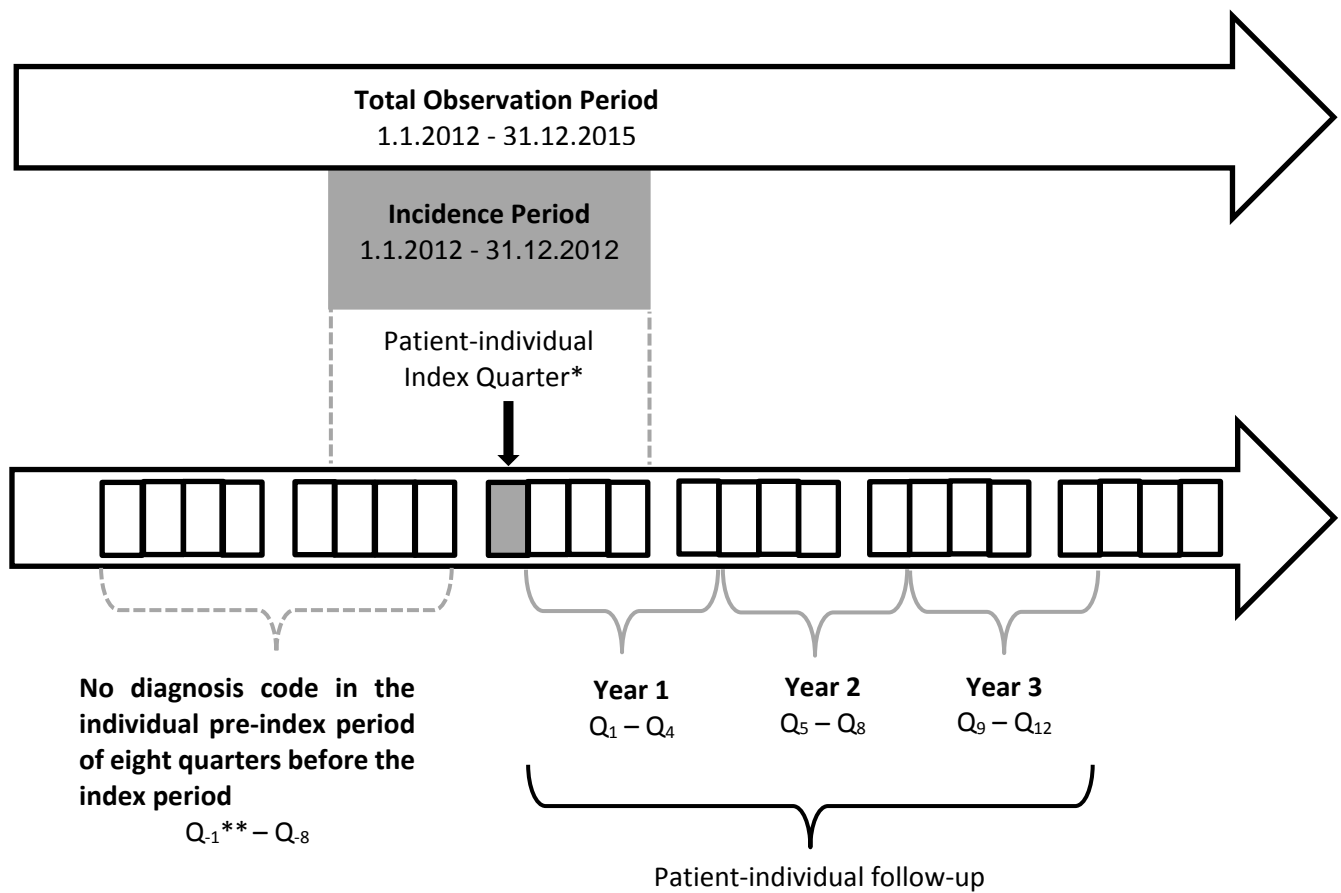 Total Observation Period
1.1.2012 - 31.12.2015
Incidence Period
1.1.2012 - 31.12.2012
Patient-individual
Index Quarter*
No diagnosis code in the
individual pre-index period
of eight quarters before the
index period
Q-1** – Q-8
Year 1
Q1 – Q4
Year 2
Q5 – Q8
Year 3
Q9 – Q12
Patient-individual follow-up